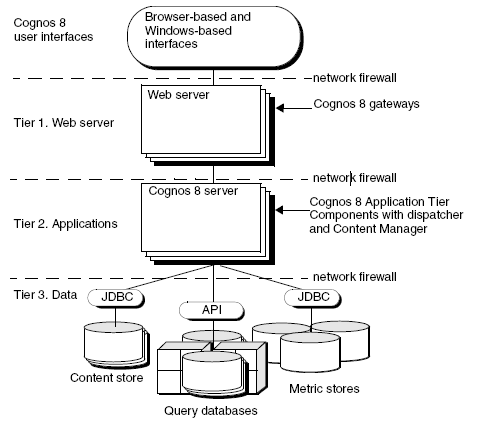 Cognos 8
user interfaces
Browser-based and
Windows-based
interfaces
network firewall
Web server
Cognos 8 gateways
Tier 1. Web server
network firewall
Cognos 8 server
Cognos 8 Application Tier
Components with dispatcher
and Content Manager
Tier 2. Applications
network firewall
Tier 3. Data
JDBC
API
JDBC
Content store
Metric stores
Query databases